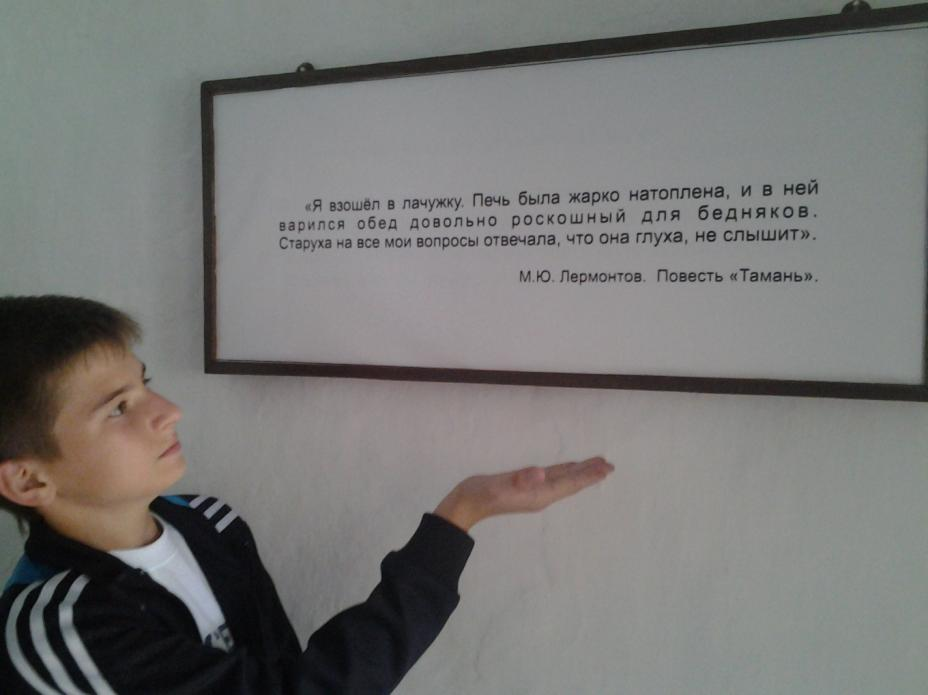 «Я взошёл в лачужку. Печь была жарко натоплена, и в ней
варился обед довольно роскошный для бедняков.
Старуха на все мои вопросы отвечала, что она глуха, не слышит».
М.Ю. Лермонтов. Повесть «Тамань».